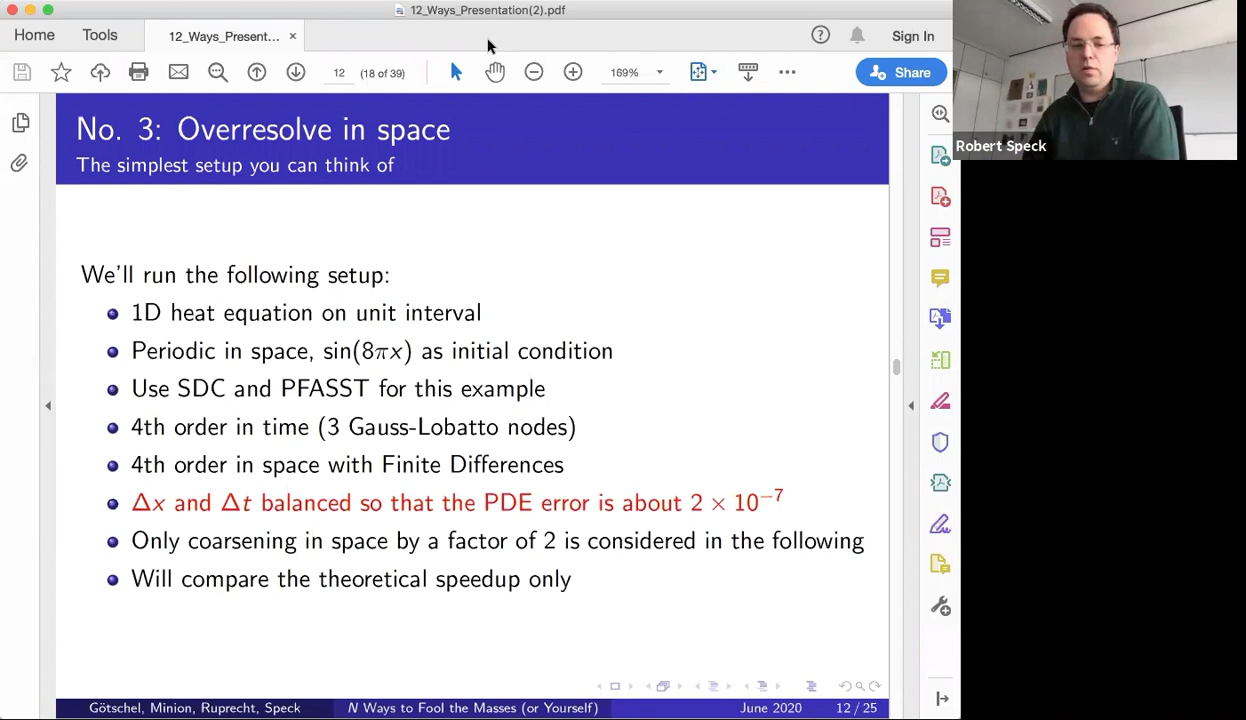 12_Ways_Presentation(2).pdf
Home
Tools
12_Ways_Present... ×
Sign In
12
(18 of 39)
169%
Share
No. 3: Overresolve in space
The simplest setup you can think of
We'll run the following setup:
1D heat equation on unit interval
Periodic in space, sin(8πx) as initial condition
Use SDC and PFASST for this example
4th order in time (3 Gauss-Lobatto nodes)
4th order in space with Finite Differences
Δx and Δt balanced so that the PDE error is about 2 × 10⁻⁷
Only coarsening in space by a factor of 2 is considered in the following
Will compare the theoretical speedup only
Götschel, Minion, Ruprecht, Speck
N Ways to Fool the Masses (or Yourself)
June 2020
12 / 25
Robert Speck